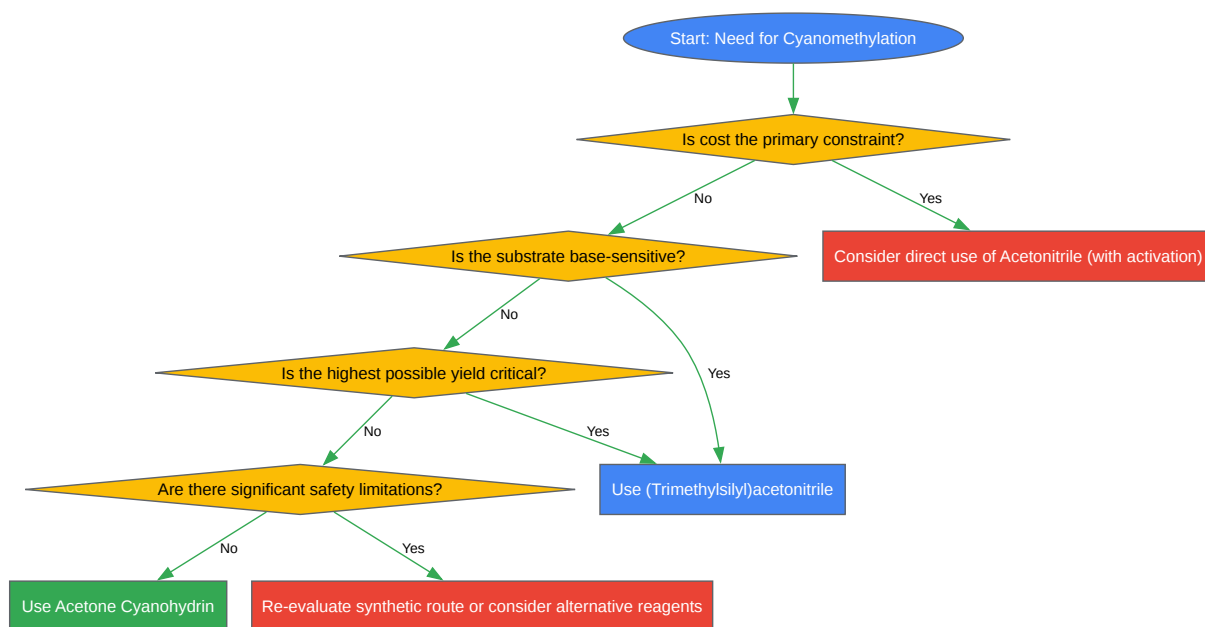 Start: Need for Cyanomethylation
Is cost the primary constraint?
No
Yes
Is the substrate base-sensitive?
Consider direct use of Acetonitrile (with activation)
No
Yes
Is the highest possible yield critical?
No
Yes
Are there significant safety limitations?
Use (Trimethylsilyl)acetonitrile
No
Yes
Use Acetone Cyanohydrin
Re-evaluate synthetic route or consider alternative reagents